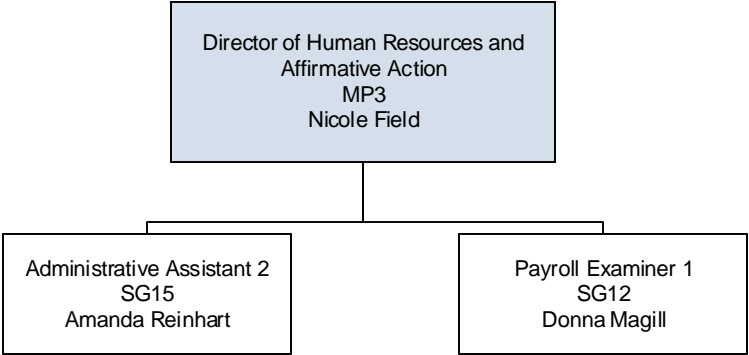 Director of Human Resources and
Affirmative Action
MP3
Nicole Field
Administrative Assistant 2
SG15
Amanda Reinhart
Payroll Examiner 1
SG12
Donna Magill